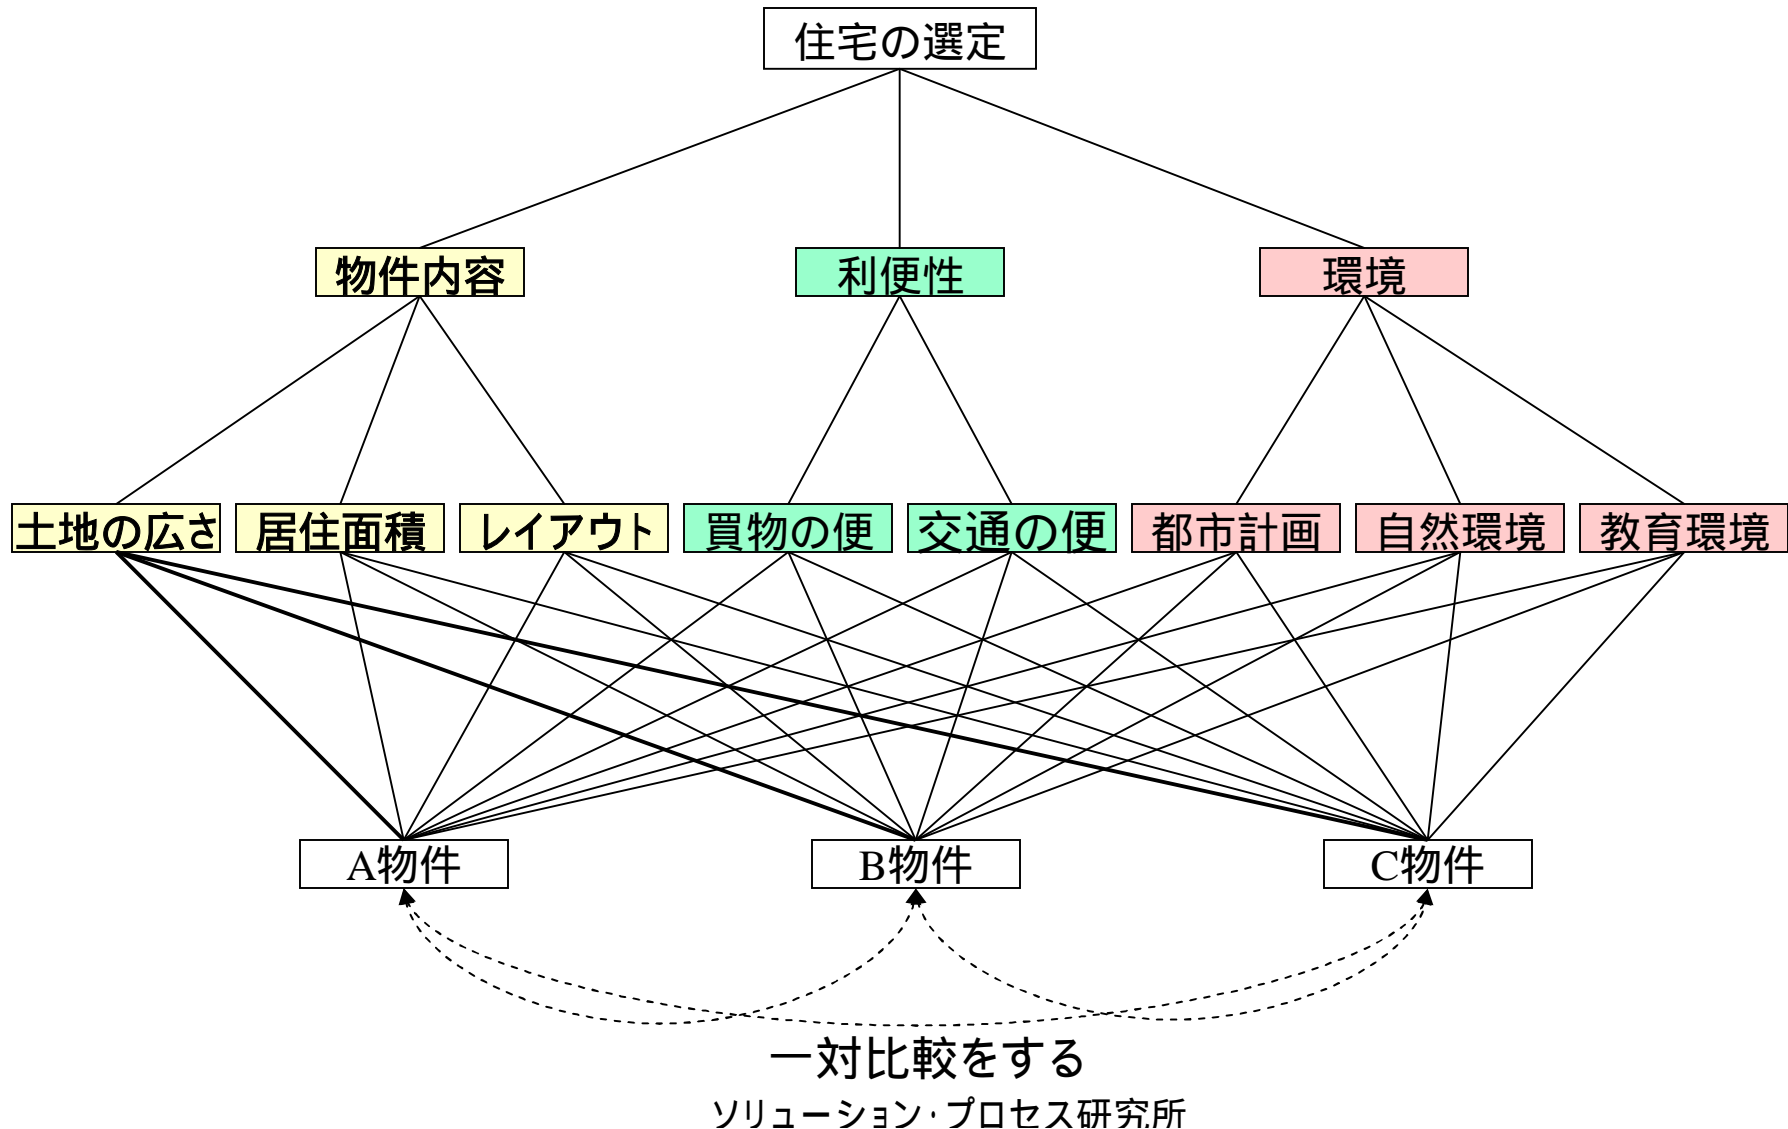 住宅の選定
物件内容
利便性
環境
土地の広さ
居住面積
レイアウト
買物の便
交通の便
都市計画
自然環境
教育環境
A物件
B物件
C物件
一対比較をする
ソリューション・プロセス研究所